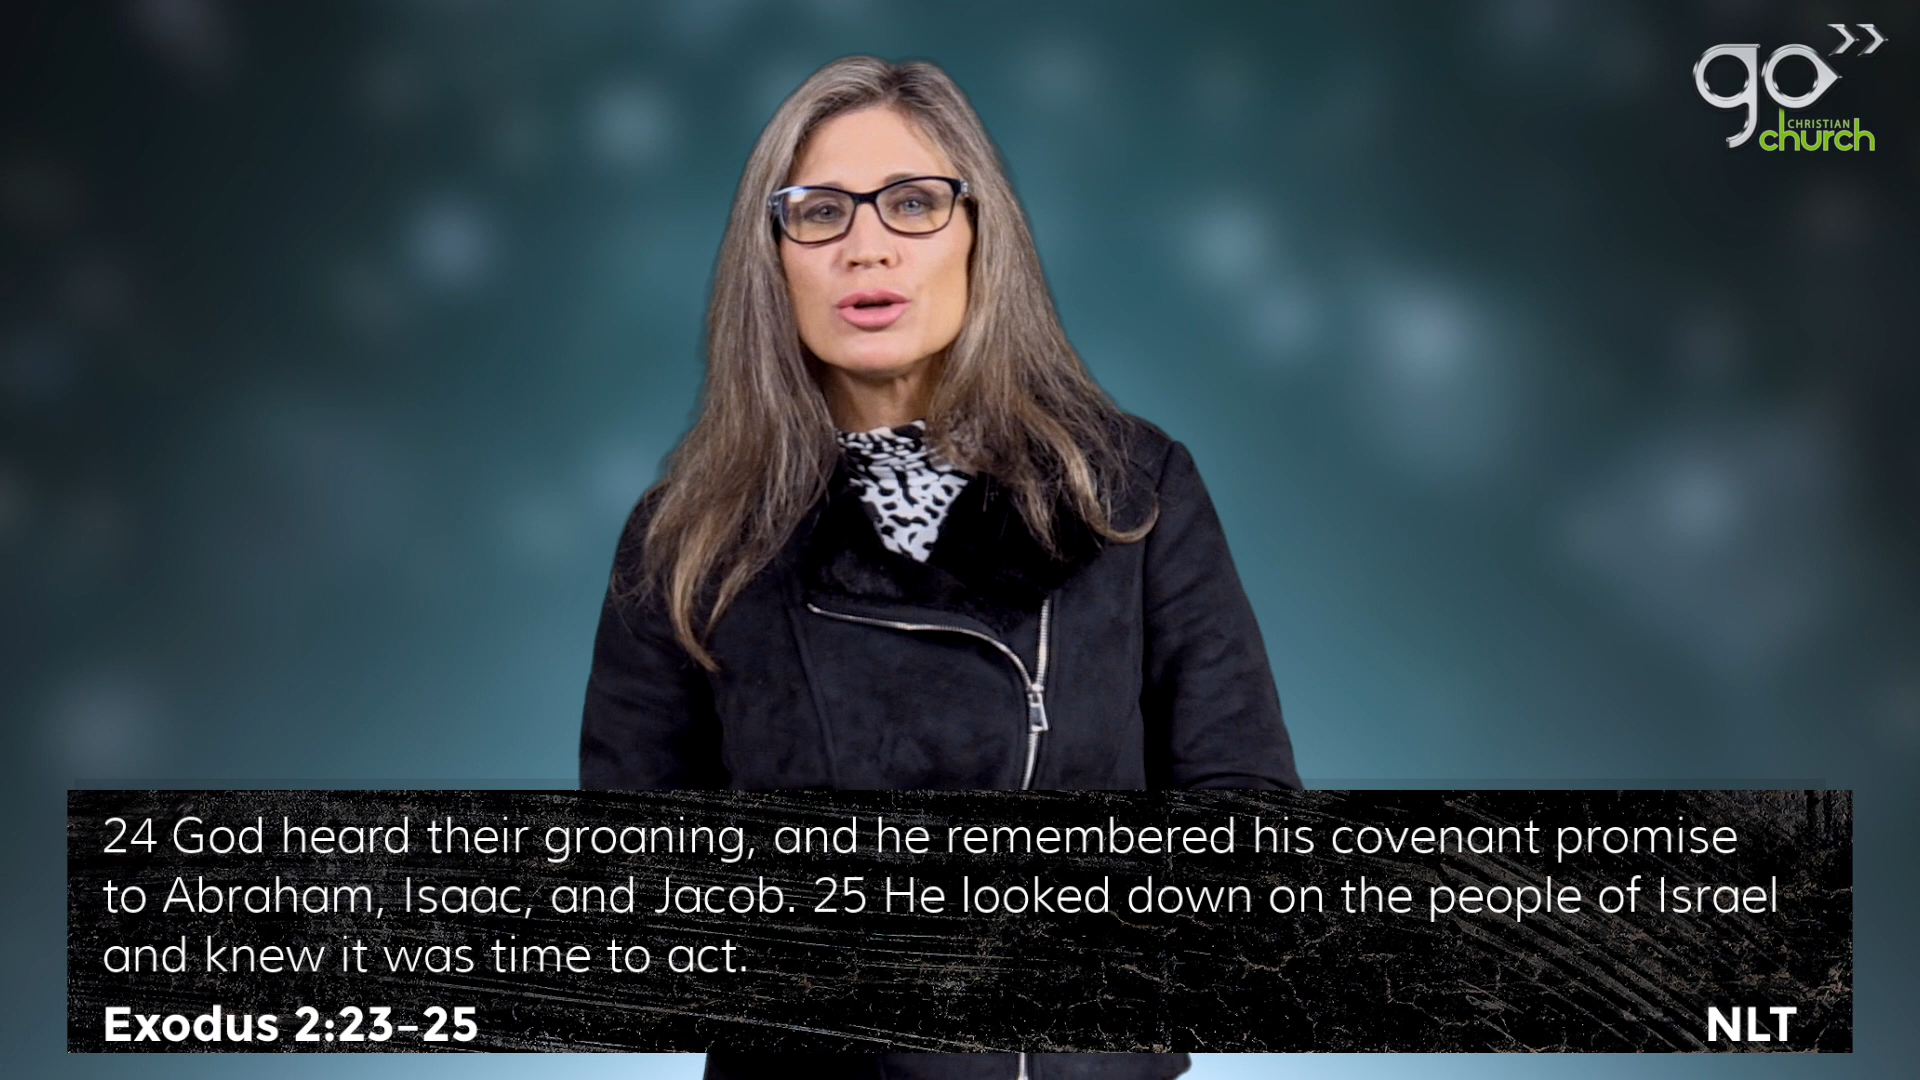 go
CHRISTIAN
church
24 God heard their groaning, and he remembered his covenant promise
to Abraham, Isaac, and Jacob. 25 He looked down on the people of Israel
and knew it was time to act.
Exodus 2:23–25 NLT